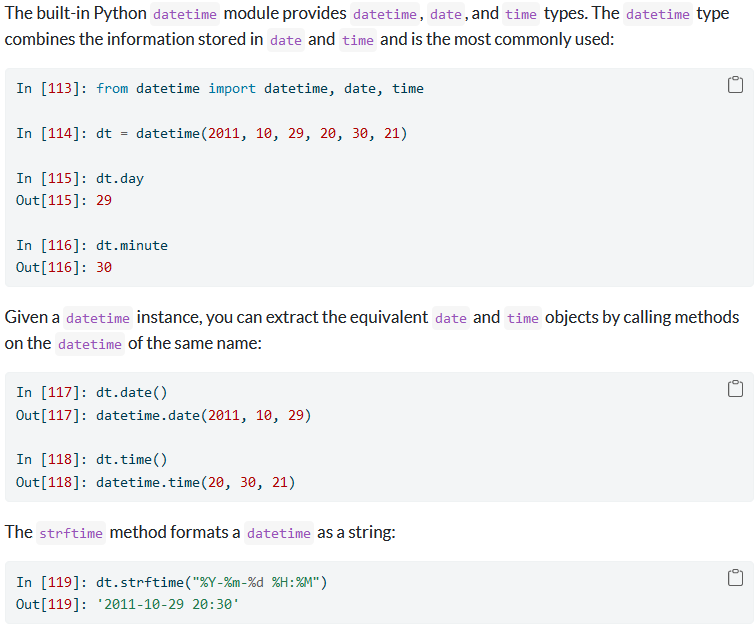 The built-in Python datetime module provides datetime, date, and time types. The datetime type
combines the information stored in date and time and is the most commonly used:
In [113]: from datetime import datetime, date, time
In [114]: dt = datetime(2011, 10, 29, 20, 30, 21)
In [115]: dt.day
Out[115]: 29
In [116]: dt.minute
Out[116]: 30
Given a datetime instance, you can extract the equivalent date and time objects by calling methods
on the datetime of the same name:
In [117]: dt.date()
Out[117]: datetime.date(2011, 10, 29)
In [118]: dt.time()
Out[118]: datetime.time(20, 30, 21)
The strftime method formats a datetime as a string:
In [119]: dt.strftime("%Y-%m-%d %H:%M")
Out[119]: '2011-10-29 20:30'